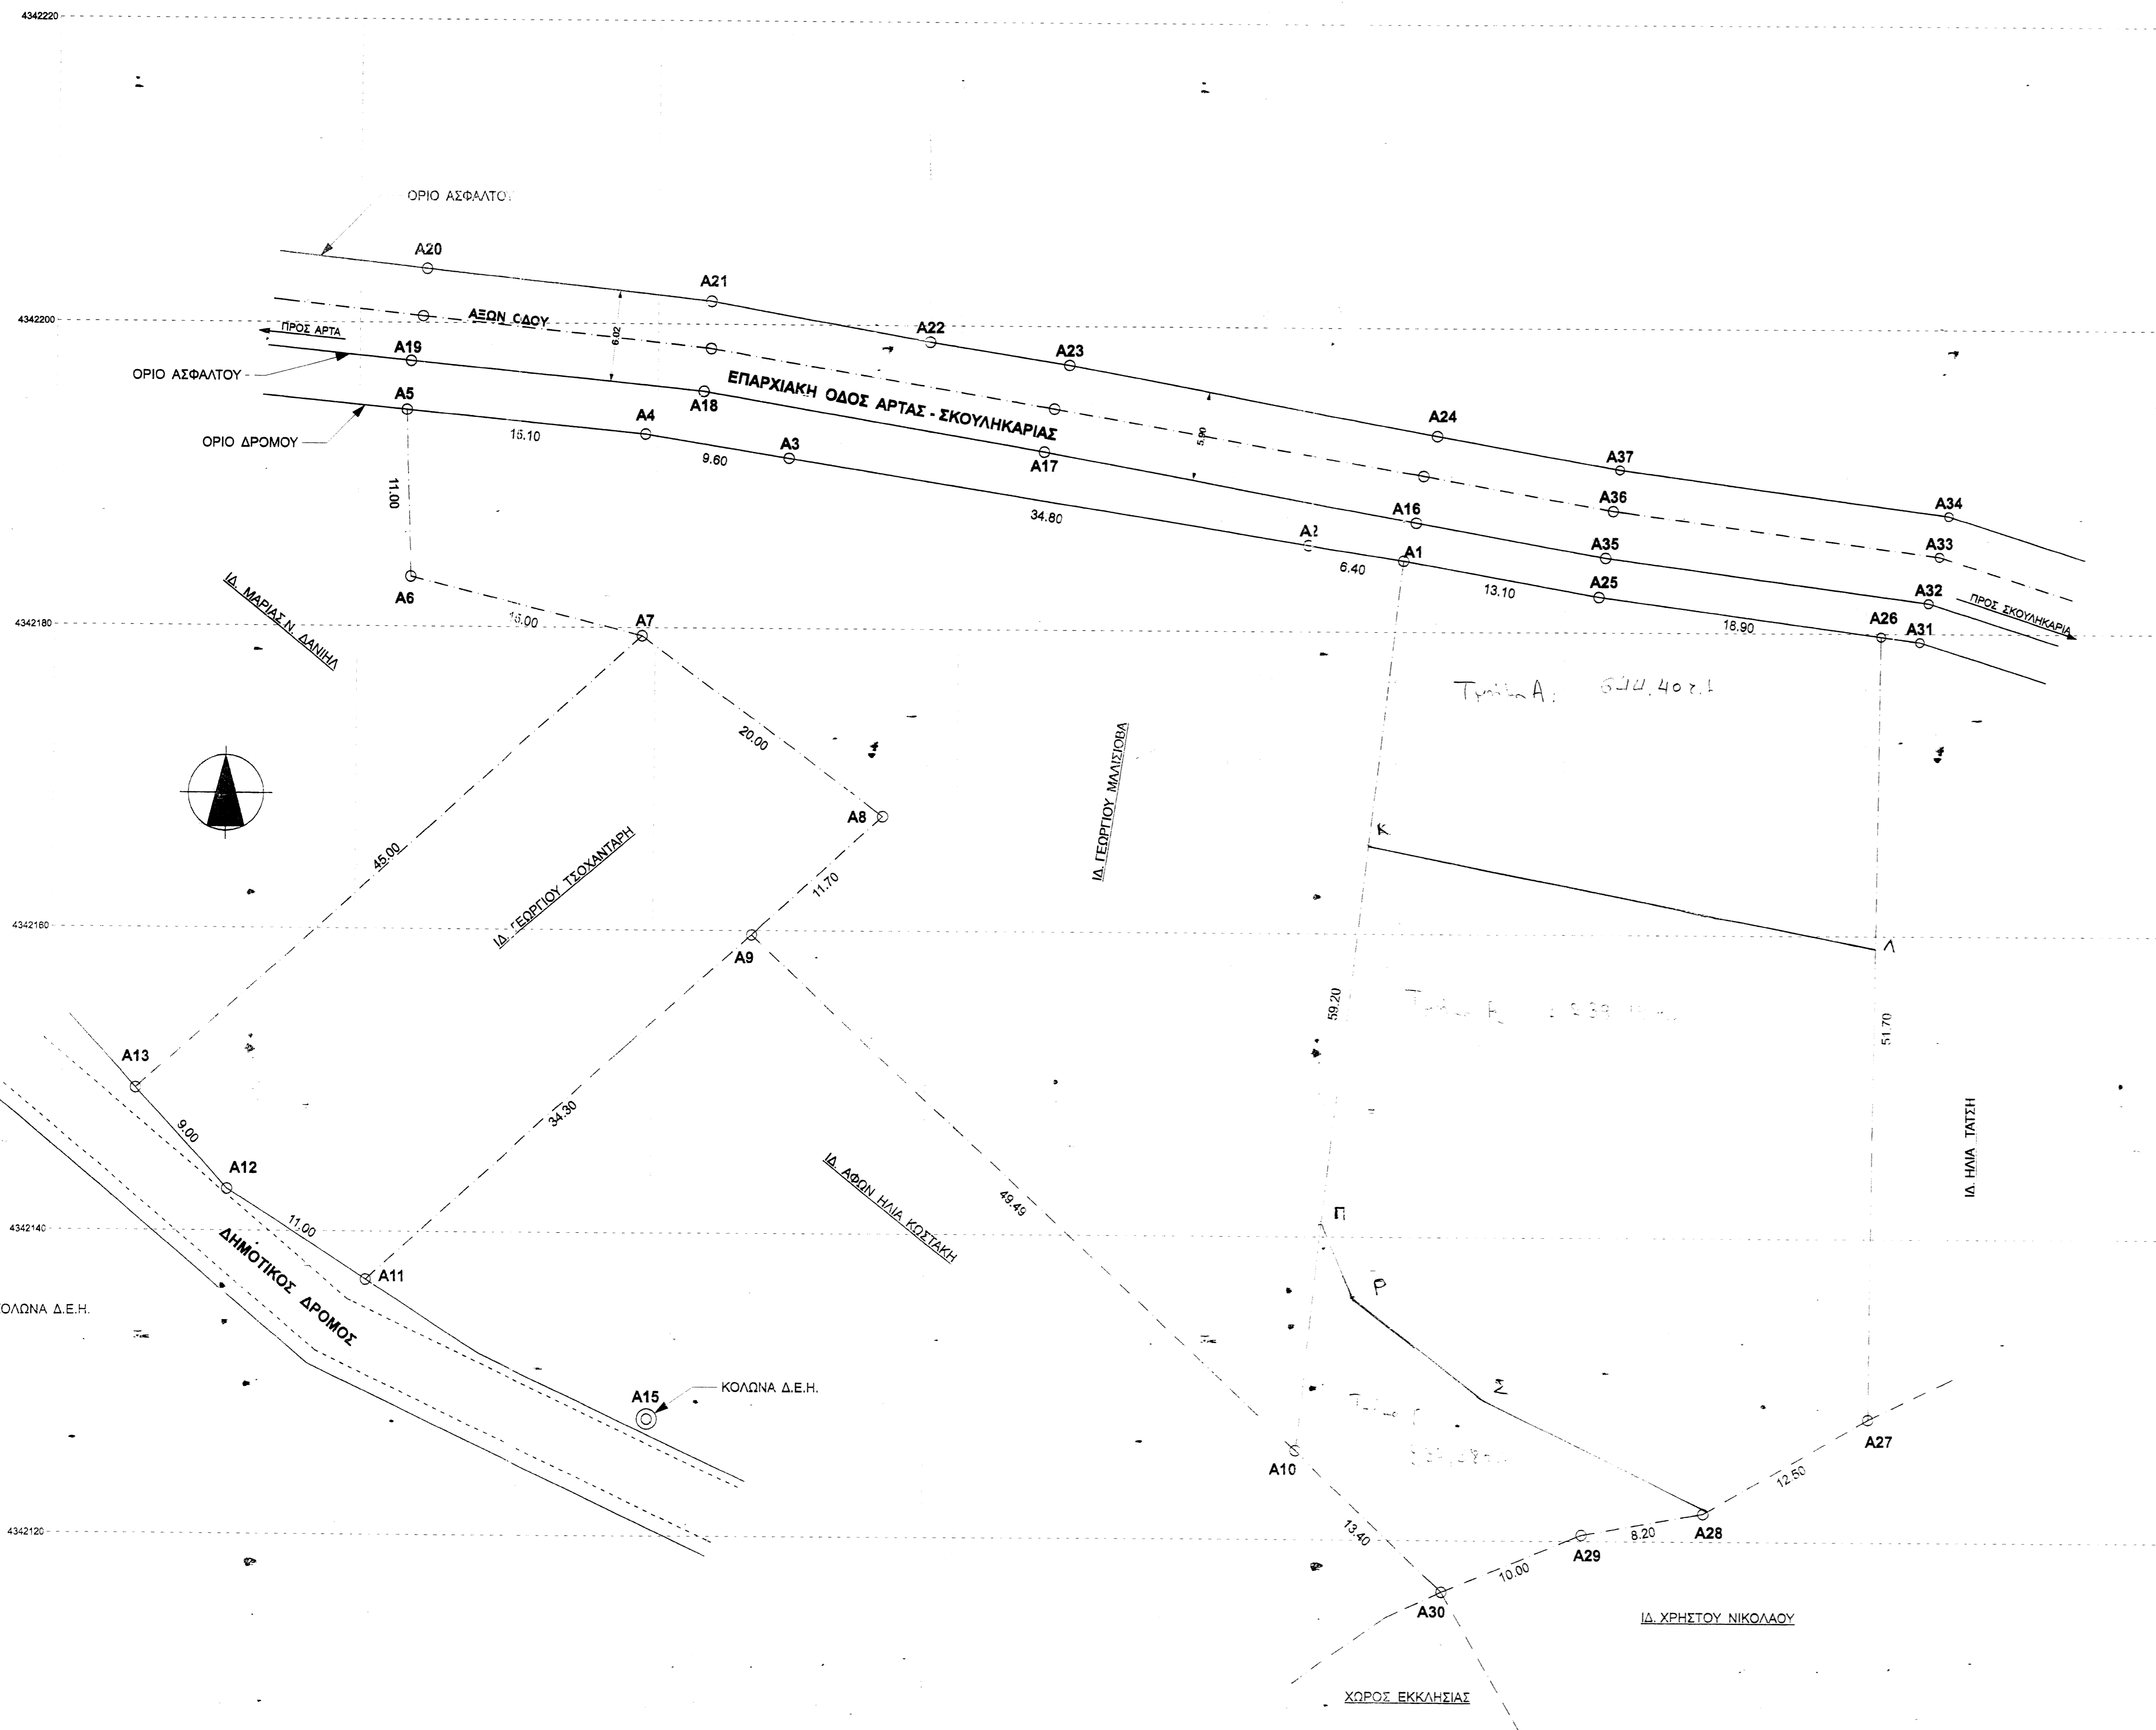 4342220
ΟΡΙΟ ΑΣΦΑΛΤΟΥ
A20
A21
ΑΞΩΝ ΟΔΟΥ
6.02
4342200
ΠΡΟΣ ΑΡΤΑ
A22
A23
A19
ΟΡΙΟ ΑΣΦΑΛΤΟΥ
A18
ΕΠΑΡΧΙΑΚΗ ΟΔΟΣ ΑΡΤΑΣ - ΣΚΟΥΛΗΚΑΡΙΑΣ
5.90
A24
A5
A4
ΟΡΙΟ ΔΡΟΜΟΥ
A3
9.60
A17
A37
11.00
34.80
A16
A36
A34
A2
A1
6.40
A35
A33
A25
13.10
A32
ΠΡΟΣ ΣΚΟΥΛΗΚΑΡΙΑ
A6
ΙΔ. ΜΑΡΙΑΣ Ν. ΔΑΝΙΗΛ
A7
4342180
18.90
A26
A31
20.00
ΙΔ. ΓΕΩΡΓΙΟΥ ΜΑΛΙΣΙΟΒΑ
A8
Κ
45.00
ΙΔ. ΓΕΩΡΓΙΟΥ ΤΣΟΧΑΝΤΑΡΗ
11.70
4342160
A9
Λ
59.20
51.70
A13
9.00
34.30
ΙΔ. ΗΛΙΑ ΤΑΤΣΗ
A12
ΙΔ. ΑΦΩΝ ΗΛΙΑ ΚΩΣΤΑΚΗ
49.49
4342140
11.00
Π
ΔΗΜΟΤΙΚΟΣ ΔΡΟΜΟΣ
A11
Ρ
ΚΟΛΩΝΑ Δ.Ε.Η.
A15
ΚΟΛΩΝΑ Δ.Ε.Η.
Σ
A27
A10
12.50
4342120
13.40
A28
8.20
A29
10.00
A30
ΙΔ. ΧΡΗΣΤΟΥ ΝΙΚΟΛΑΟΥ
ΧΩΡΟΣ ΕΚΚΛΗΣΙΑΣ